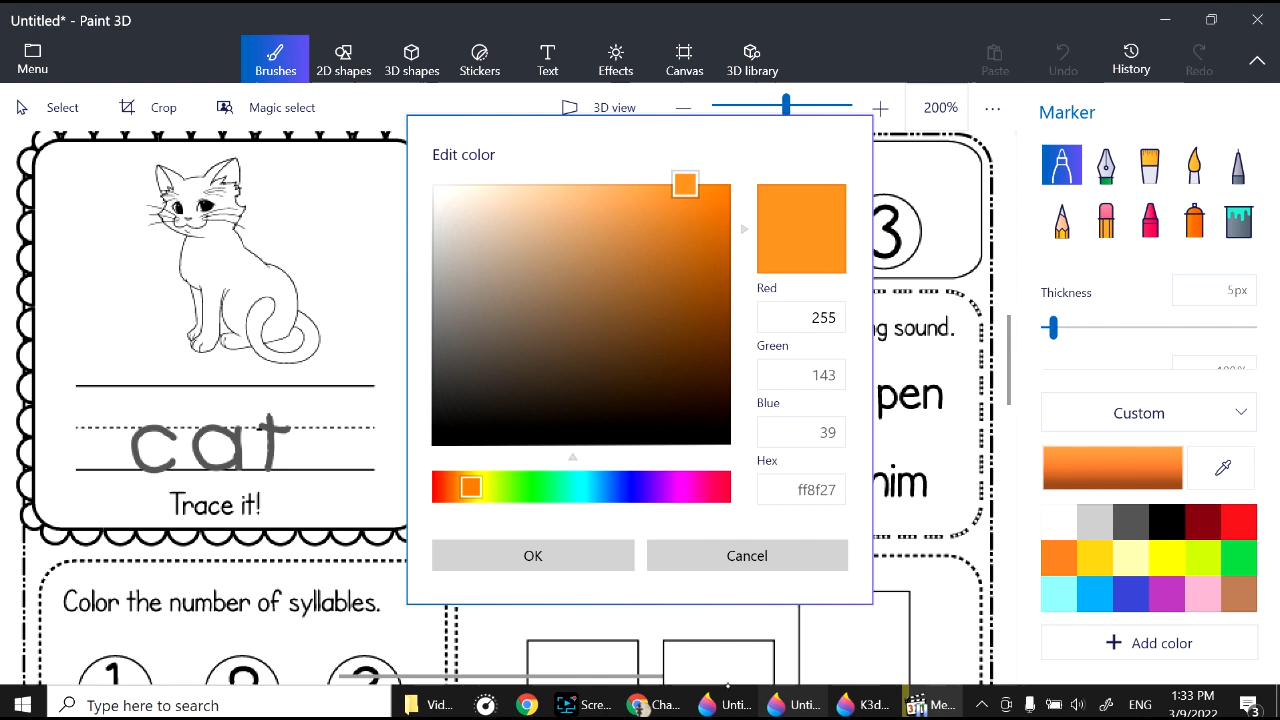 Untitled* - Paint 3D
Menu
Brushes
2D shapes
3D shapes
Stickers
Text
Effects
Canvas
3D library
Paste
Undo
History
Redo
Select
Crop
Magic select
3D view
200%
Marker
Edit color
Red
255
Green
143
Blue
39
Hex
ff8f27
OK
Cancel
Thickness
5px
Custom
Add color
cat
Trace it!
3
g sound.
pen
him
Color the number of syllables.
1
Type here to search
Vid...
Scre...
Cha...
Unti...
Unti...
K3d...
Me...
ENG
1:33 PM
3/9/2022
3